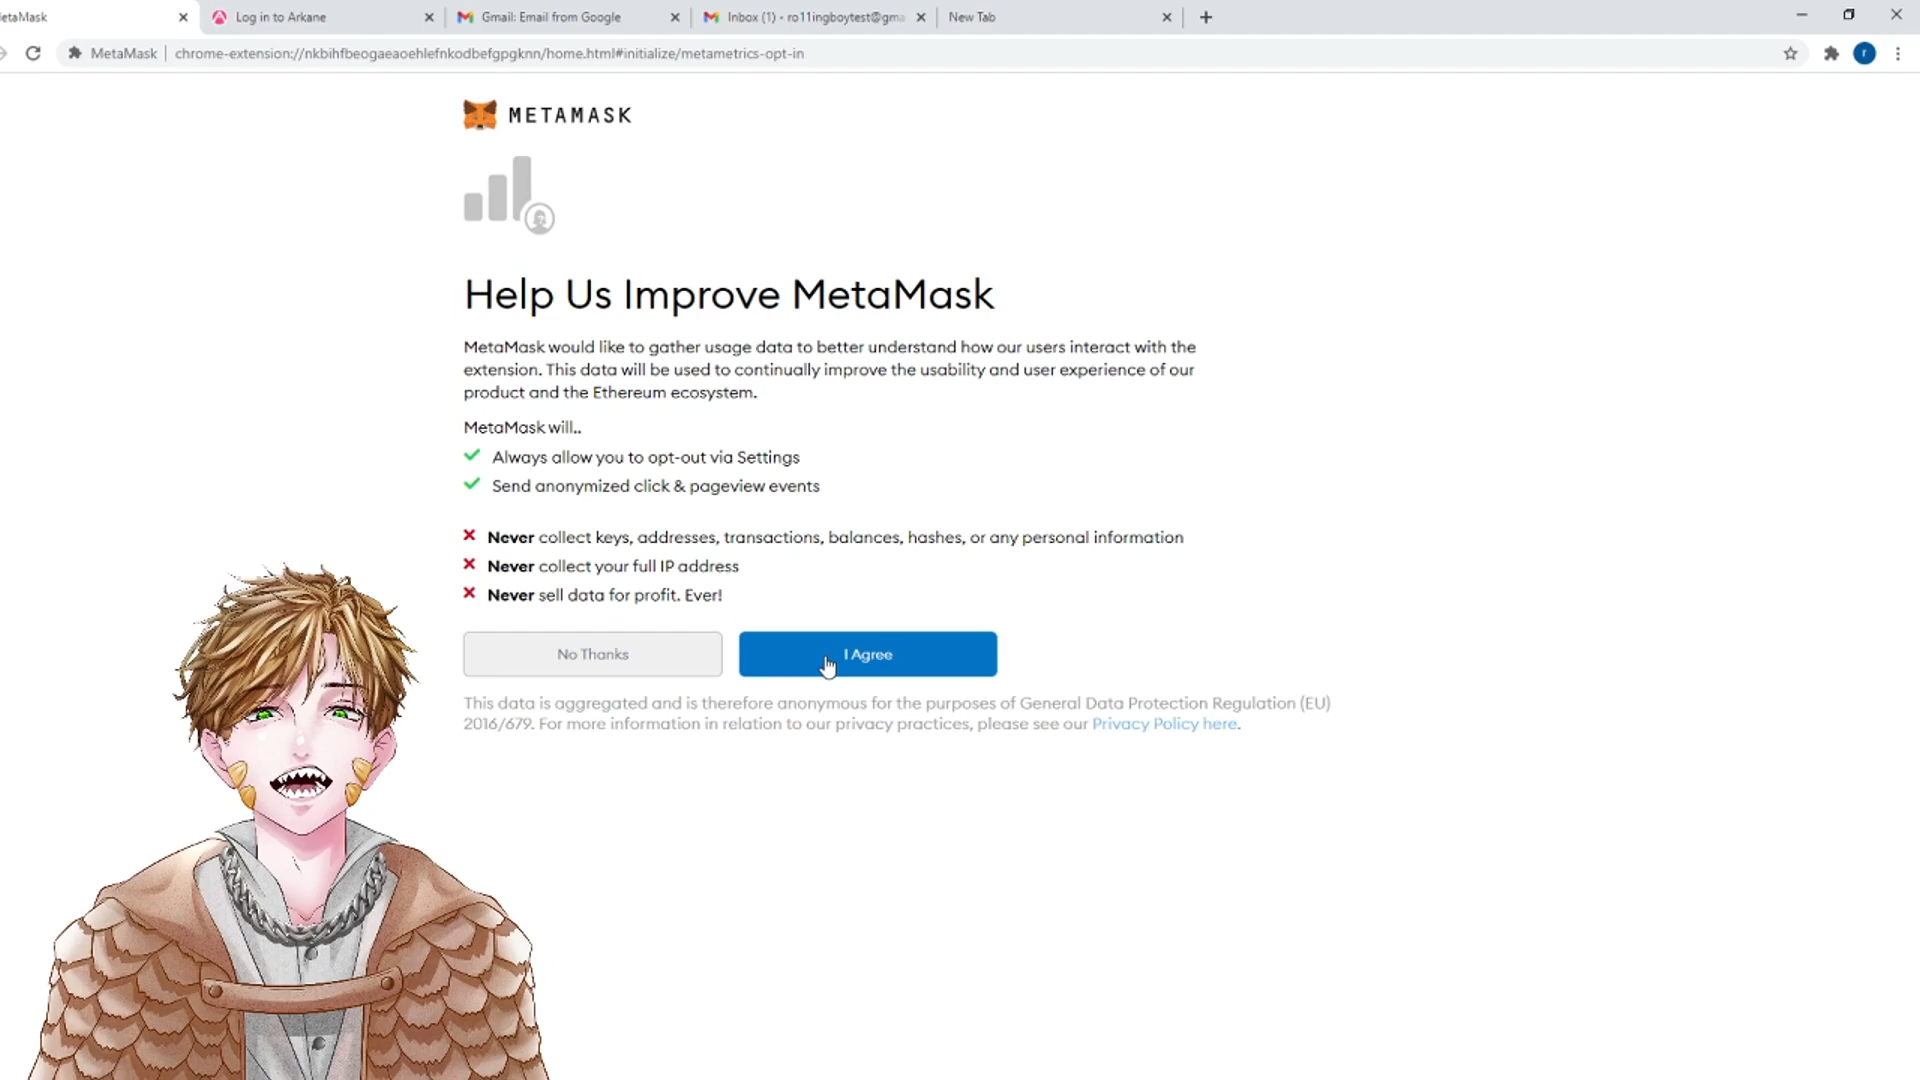 etaMask
Log in to Arkane
Gmail: Email from Google
Inbox (1) - ro11ingboytest@gma
New Tab
MetaMask
chrome-extension://nkbihfbeogaeaoehlefnkodbefgpgknn/home.html#initialize/metametrics-opt-in
r
METAMASK
Help Us Improve MetaMask
MetaMask would like to gather usage data to better understand how our users interact with the
extension. This data will be used to continually improve the usability and user experience of our
product and the Ethereum ecosystem.
MetaMask will..
Always allow you to opt-out via Settings
Send anonymized click & pageview events
Never collect keys, addresses, transactions, balances, hashes, or any personal information
Never collect your full IP address
Never sell data for profit. Ever!
No Thanks
I Agree
This data is aggregated and is therefore anonymous for the purposes of General Data Protection Regulation (EU)
2016/679. For more information in relation to our privacy practices, please see our Privacy Policy here.